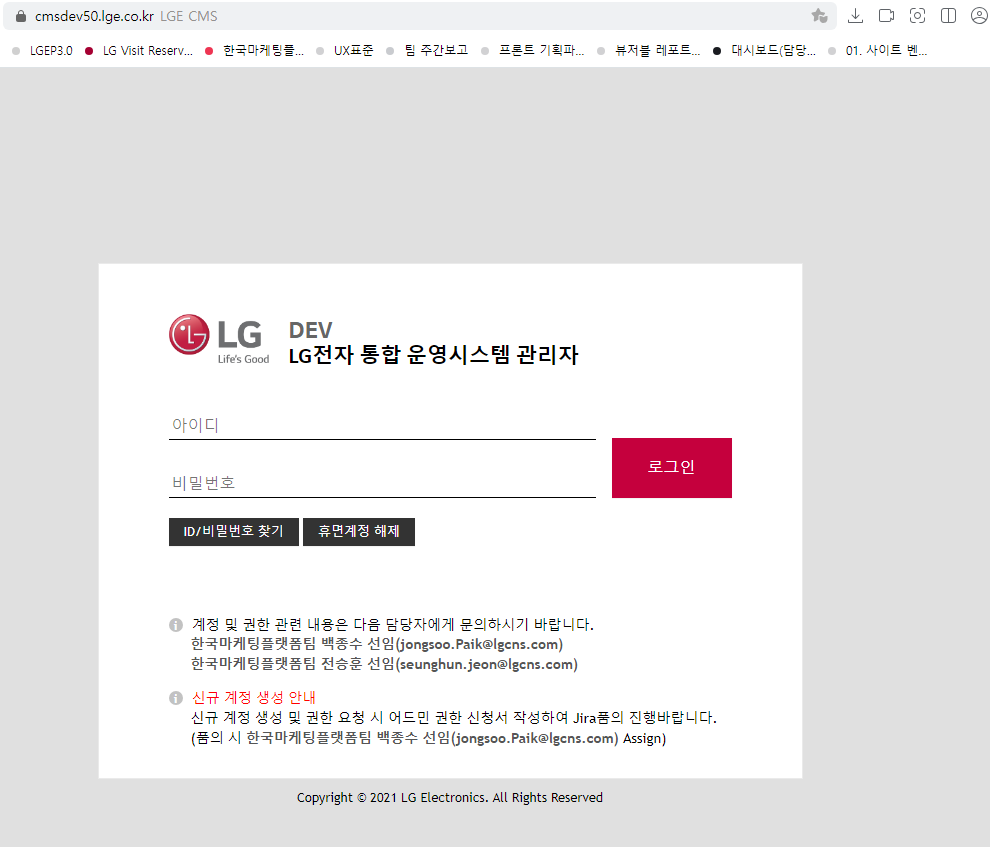 cmsdev50.lge.co.kr LGE CMS
LGEP3.0 LG Visit Reserv... 한국마케팅플... UX표준 팀 주간보고 프론트 기획파... 뷰저블 레포트... 대시보드(담당... 01. 사이트 벤...
LG
Life's Good
DEV
LG전자 통합 운영시스템 관리자
아이디
비밀번호
로그인
ID/비밀번호 찾기 휴면계정 해제
계정 및 권한 관련 내용은 다음 담당자에게 문의하시기 바랍니다.
한국마케팅플랫폼팀 백종수 선임(jongsoo.Paik@lgcns.com)
한국마케팅플랫폼팀 전승훈 선임(seunghun.jeon@lgcns.com)
신규 계정 생성 안내
신규 계정 생성 및 권한 요청 시 어드민 권한 신청서 작성하여 Jira품의 진행바랍니다.
(품의 시 한국마케팅플랫폼팀 백종수 선임(jongsoo.Paik@lgcns.com) Assign)
Copyright © 2021 LG Electronics. All Rights Reserved